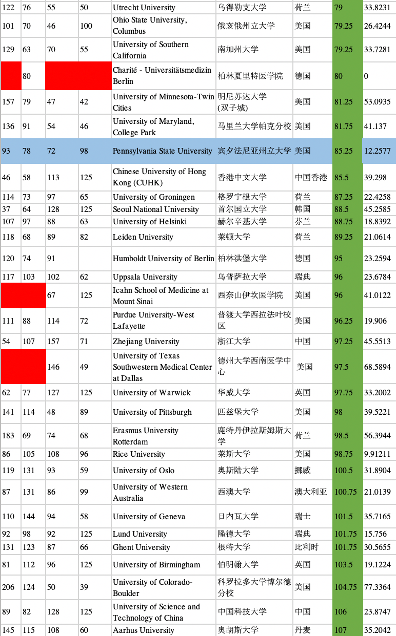 122 76 55 50 Utrecht University 乌得勒支大学 荷兰 79 33.8231
101 70 46 100 Ohio State University, Columbus 俄亥俄州立大学 美国 79.25 26.4244
129 63 70 55 University of Southern California 南加州大学 美国 79.25 33.7281
80 Charité - Universitätsmedizin Berlin 柏林夏里特医学院 德国 80 0
157 79 47 42 University of Minnesota-Twin Cities 明尼苏达大学 (双子城) 美国 81.25 53.0935
136 91 54 46 University of Maryland, College Park 马里兰大学帕克分校 美国 81.75 41.137
93 78 72 98 Pennsylvania State University 宾夕法尼亚州立大学 美国 85.25 12.2577
46 58 113 125 Chinese University of Hong Kong (CUHK) 香港中文大学 中国香港 85.5 39.298
114 73 97 65 University of Groningen 格罗宁根大学 荷兰 87.25 22.4258
37 64 128 125 Seoul National University 首尔国立大学 韩国 88.5 45.2585
107 97 88 63 University of Helsinki 赫尔辛基大学 芬兰 88.75 18.8392
118 68 89 82 Leiden University 莱顿大学 荷兰 89.25 21.0614
120 74 91 Humboldt University of Berlin 柏林洪堡大学 德国 95 23.2594
117 103 102 62 Uppsala University 乌普萨拉大学 瑞典 96 23.6784
67 125 Icahn School of Medicine at Mount Sinai 西奈山伊坎医学院 美国 96 41.0122
111 88 114 72 Purdue University-West Lafayette 普渡大学西拉法叶校区 美国 96.25 19.906
54 107 157 71 Zhejiang University 浙江大学 中国 97.25 45.5513
146 49 University of Texas Southwestern Medical Center at Dallas 德州大学西南医学中心 美国 97.5 68.5894
62 77 127 125 University of Warwick 华威大学 英国 97.75 33.2002
141 114 48 89 University of Pittsburgh 匹兹堡大学 美国 98 39.5221
183 69 74 68 Erasmus University Rotterdam 鹿特丹伊拉斯姆斯大学 荷兰 98.5 56.3944
86 105 108 96 Rice University 莱斯大学 美国 98.75 9.91211
119 131 93 59 University of Oslo 奥斯陆大学 挪威 100.5 31.8904
87 131 86 99 University of Western Australia 西澳大学 澳大利亚 100.75 21.0139
110 144 94 58 University of Geneva 日内瓦大学 瑞士 101.5 35.7165
92 98 92 125 Lund University 隆德大学 瑞典 101.75 15.756
131 123 87 66 Ghent University 根特大学 比利时 101.75 30.5655
81 112 96 125 University of Birmingham 伯明翰大学 英国 103.5 19.1224
206 124 50 39 University of Colorado-Boulder 科罗拉多大学博尔德分校 美国 104.75 77.3364
89 82 128 125 University of Science and Technology of China 中国科技大学 中国 106 23.8747
145 115 108 60 Aarhus University 奥胡斯大学 丹麦 107 35.2042